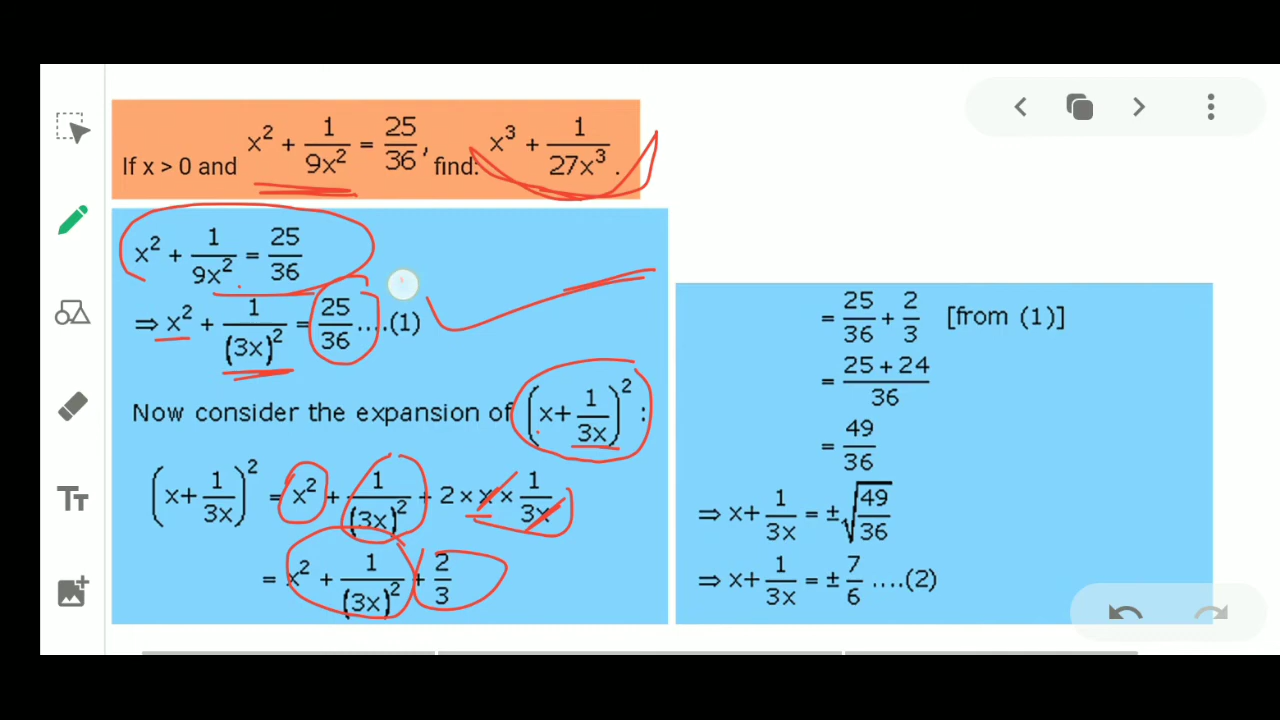 If x > 0 and x² + 1/9x² = 25/36, find: x³ + 1/27x³ .
x² + 1/9x² = 25/36
⇒ x² + 1/(3x)² = 25/36 ....(1)
Now consider the expansion of (x+ 1/3x)² :
(x+ 1/3x)² = x² + 1/(3x)² + 2 × x × 1/3x
= x² + 1/(3x)² + 2/3
= 25/36 + 2/3 [from (1)]
= 25 + 24/36
= 49/36
⇒ x+ 1/3x = ±√49/36
⇒ x+ 1/3x = ± 7/6 ....(2)
Tт